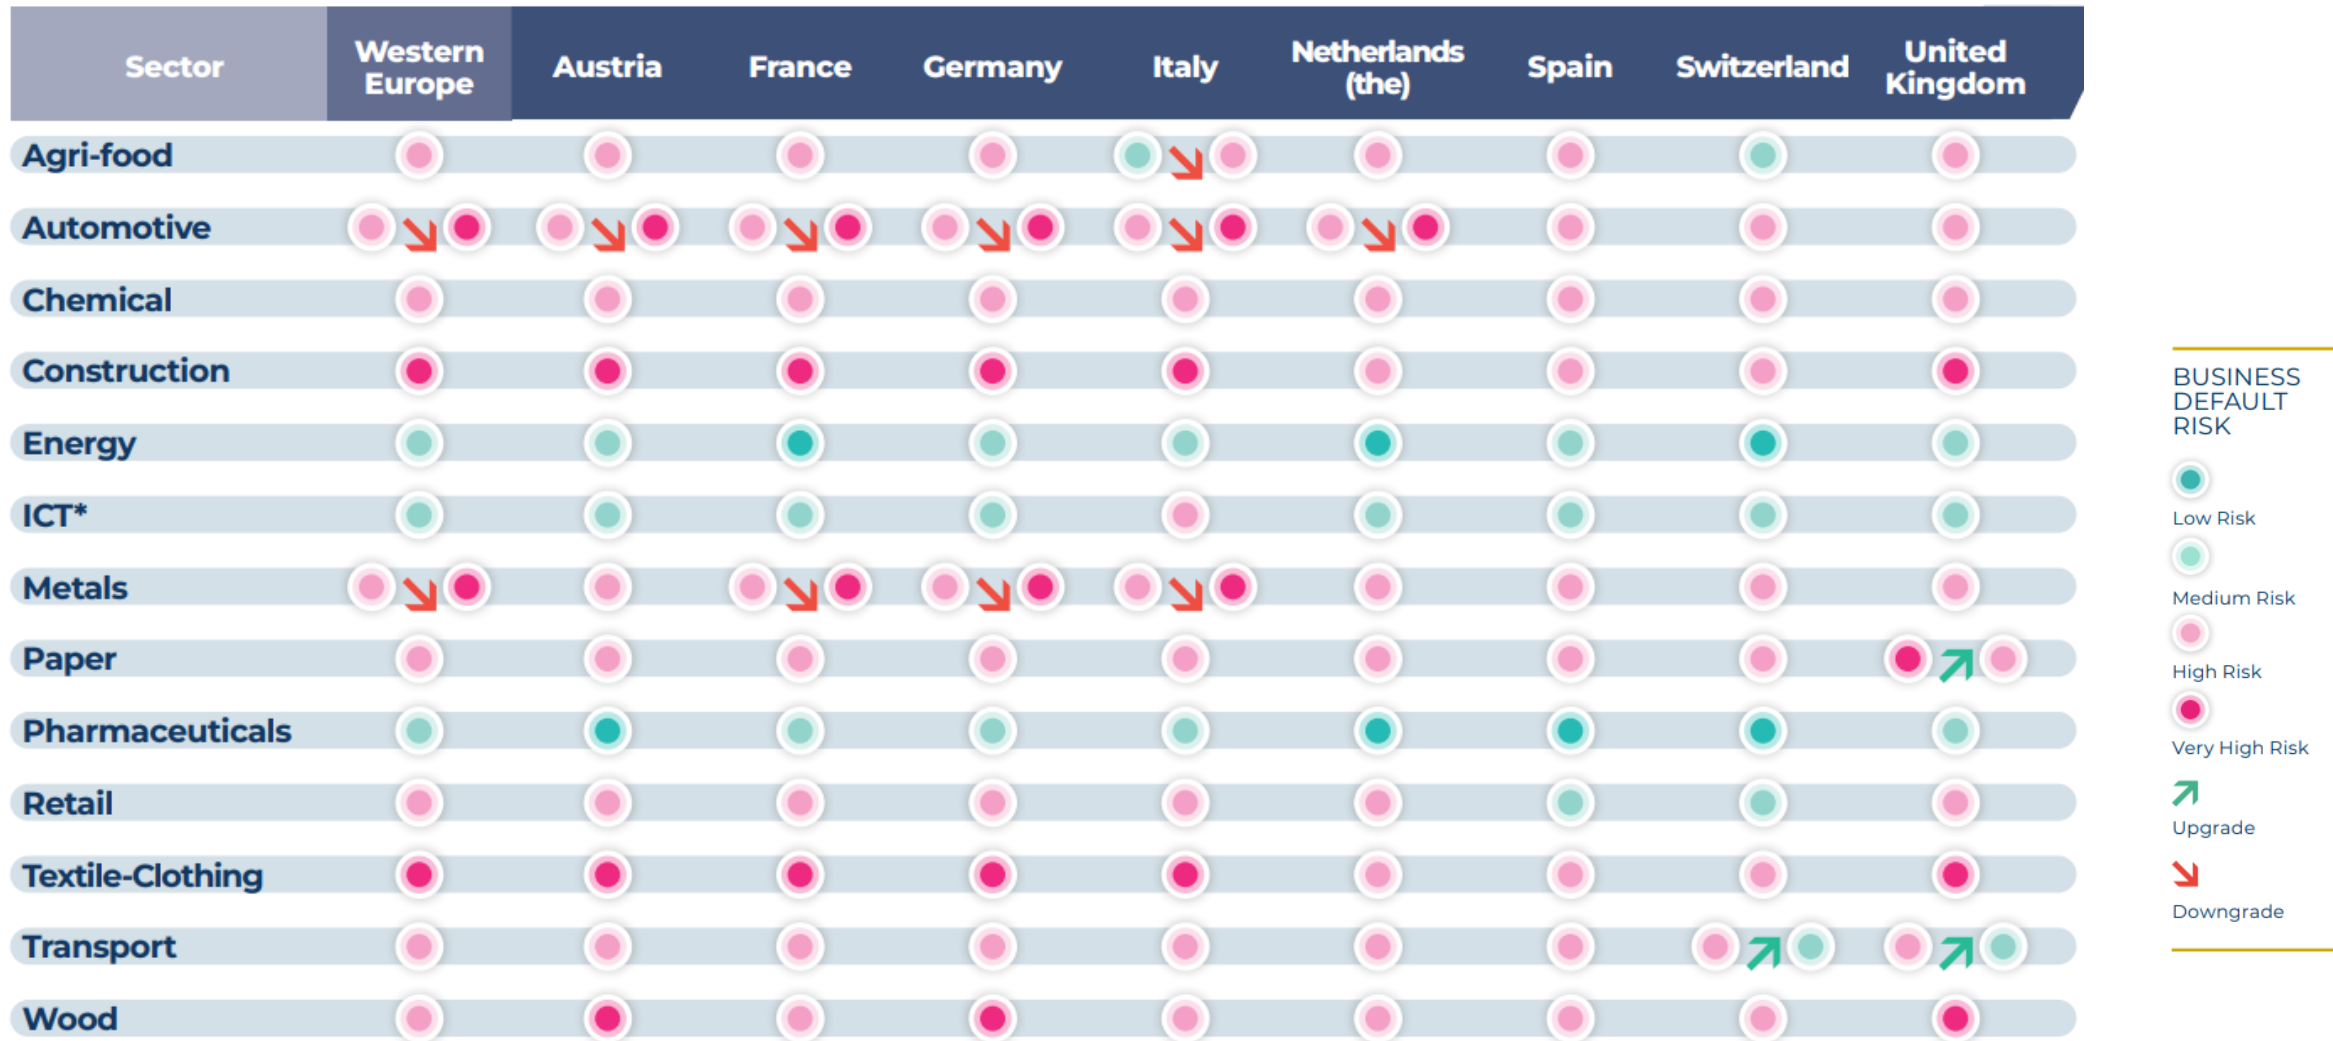 Sector
Western
Europe
Austria
France
Germany
Italy
Netherlands
(the)
Spain
Switzerland
United
Kingdom
Agri-food
Automotive
Chemical
Construction
Energy
ICT*
Metals
Paper
Pharmaceuticals
Retail
Textile-Clothing
Transport
Wood
BUSINESS
DEFAULT
RISK
Low Risk
Medium Risk
High Risk
Very High Risk
Upgrade
Downgrade